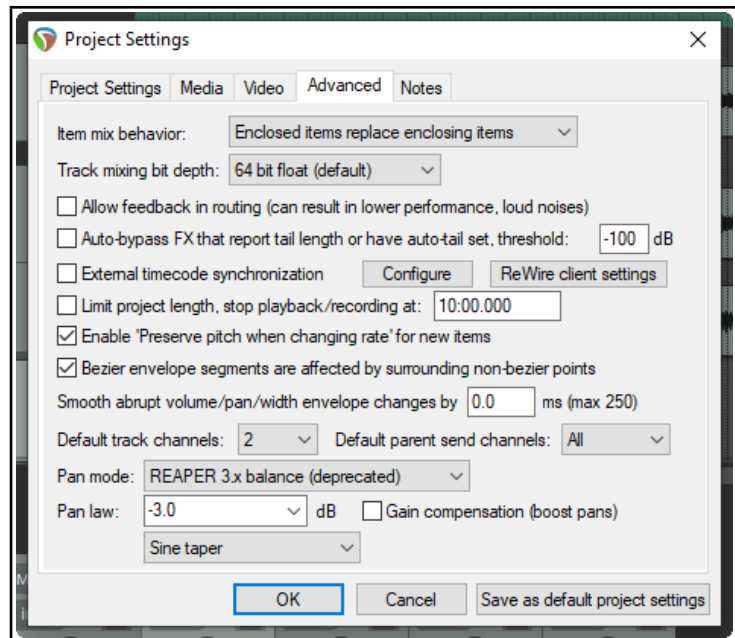 Project Settings
Project Settings Media Video Advanced Notes
Item mix behavior: Enclosed items replace enclosing items
Track mixing bit depth: 64 bit float (default)
Allow feedback in routing (can result in lower performance, loud noises)
Auto-bypass FX that report tail length or have auto-tail set, threshold: -100 dB
External timecode synchronization Configure ReWire client settings
Limit project length, stop playback/recording at: 10:00.000
Enable "Preserve pitch when changing rate" for new items
Bezier envelope segments are affected by surrounding non-bezier points
Smooth abrupt volume/pan/width envelope changes by 0.0 ms (max 250)
Default track channels: 2 Default parent send channels: All
Pan mode: REAPER 3.x balance (deprecated)
Pan law: -3.0 dB Gain compensation (boost pans)
Sine taper
OK Cancel Save as default project settings